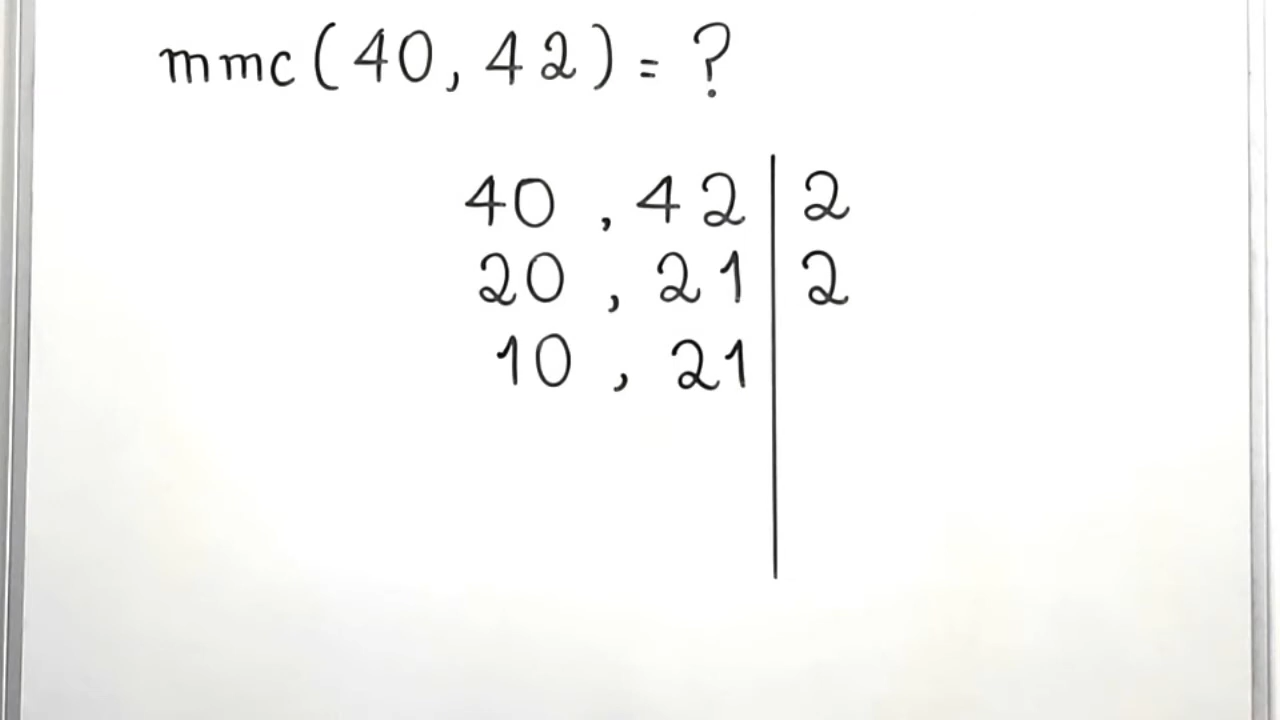 mmc(40,42)=?
40 , 42 | 2
20 , 21 | 2
10 , 21 |